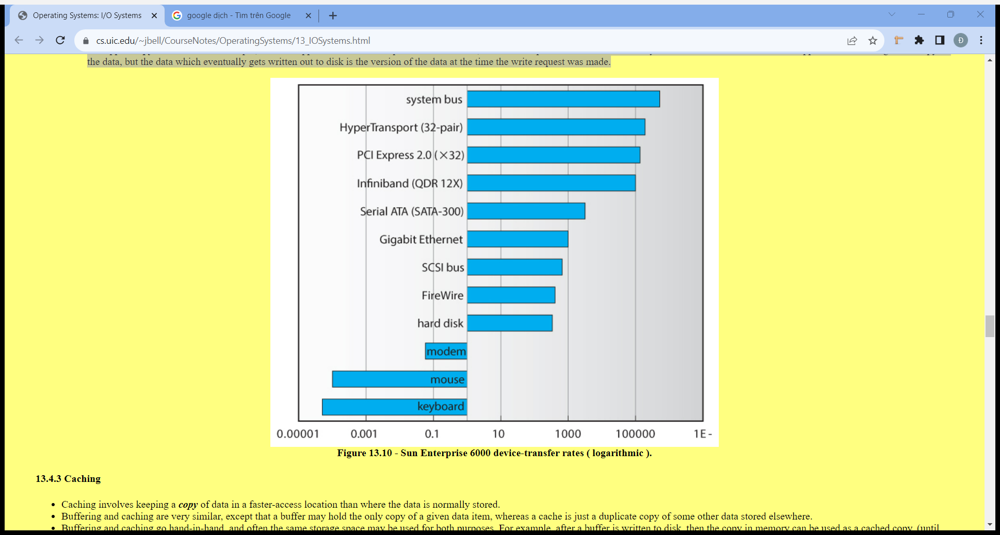 Operating Systems: I/O Systems
google dịch - Tìm trên Google
cs.uic.edu/~jbell/CourseNotes/OperatingSystems/13_IOSystems.html
Đ
the data, but the data which eventually gets written out to disk is the version of the data at the time the write request was made.
system bus
HyperTransport (32-pair)
PCI Express 2.0 (×32)
Infiniband (QDR 12X)
Serial ATA (SATA-300)
Gigabit Ethernet
SCSI bus
FireWire
hard disk
modem
mouse
keyboard
0.00001 0.001 0.1 10 1000 100000 1E-
Figure 13.10 - Sun Enterprise 6000 device-transfer rates ( logarithmic ).
13.4.3 Caching
• Caching involves keeping a copy of data in a faster-access location than where the data is normally stored.
• Buffering and caching are very similar, except that a buffer may hold the only copy of a given data item, whereas a cache is just a duplicate copy of some other data stored elsewhere.
• Buffering and caching go hand-in-hand, and often the same storage space may be used for both purposes. For example, after a buffer is written to disk, then the copy in memory can be used as a cached copy, (until